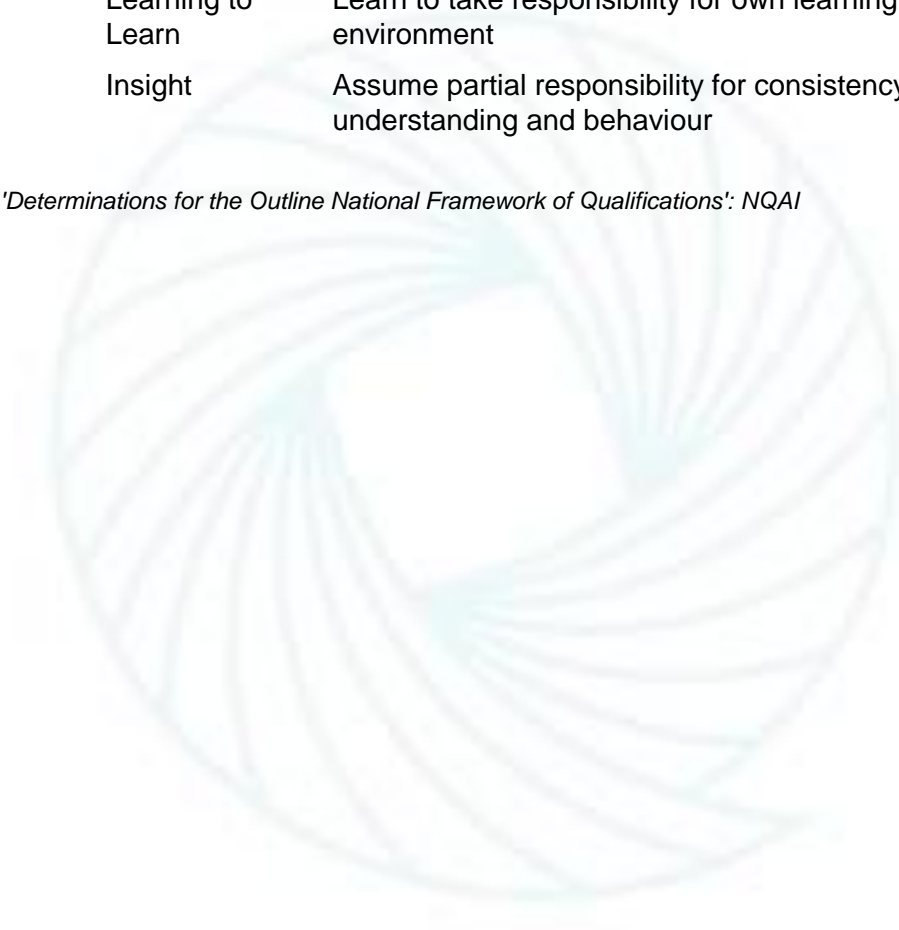 Learning to Learn to take responsibility for own learning
Learn environment
Insight Assume partial responsibility for consistency
understanding and behaviour
'Determinations for the Outline National Framework of Qualifications': NQAI